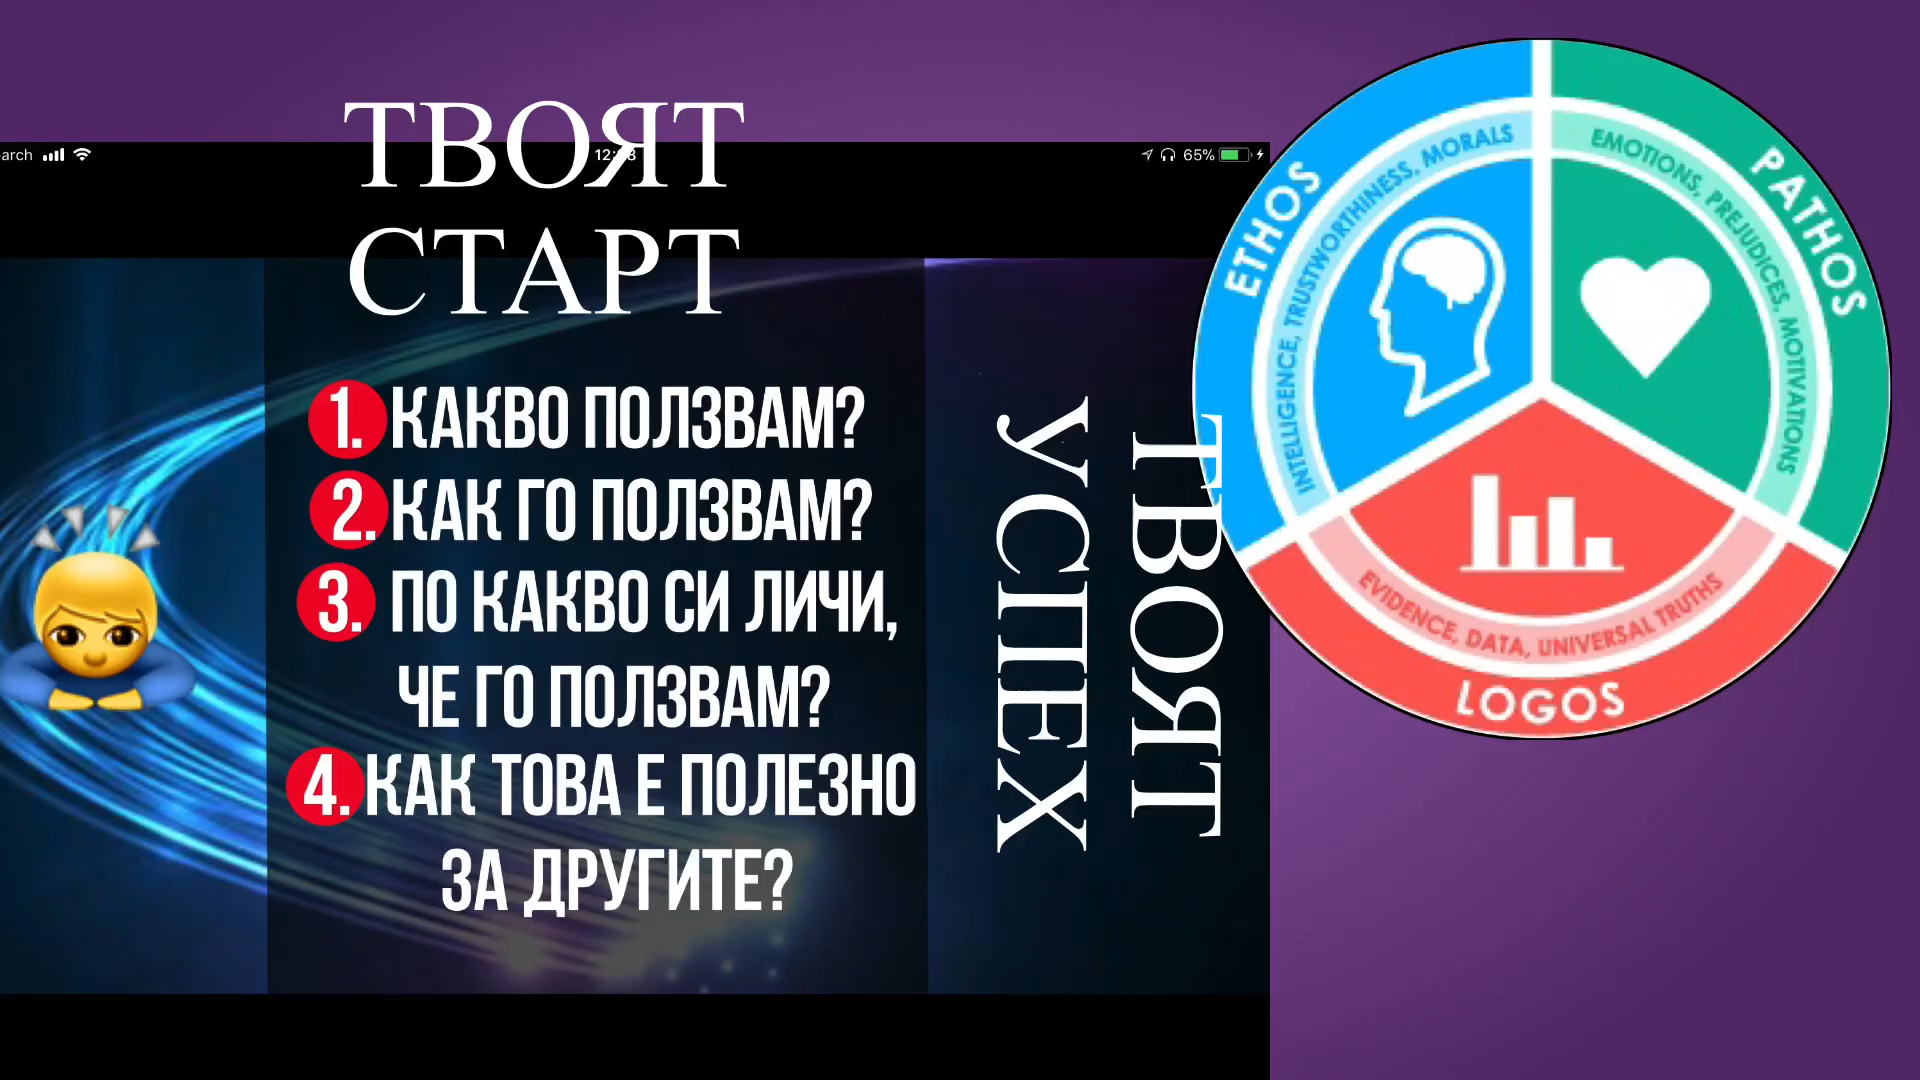 ТВОЯТ
СТАРТ
arch
65%
1. КАКВО ПОЛЗВАМ?
2. КАК ГО ПОЛЗВАМ?
3. ПО КАКВО СИ ЛИЧИ,
ЧЕ ГО ПОЛЗВАМ?
4. КАК ТОВА Е ПОЛЕЗНО
ЗА ДРУГИТЕ?
ТВОЯТ
УСПЕХ
ETHOS
INTELLIGENCE, TRUSTWORTHINESS, MORALS
PATHOS
EMOTIONS, PREJUDICES, MOTIVATIONS
EVIDENCE, DATA, UNIVERSAL TRUTHS
LOGOS